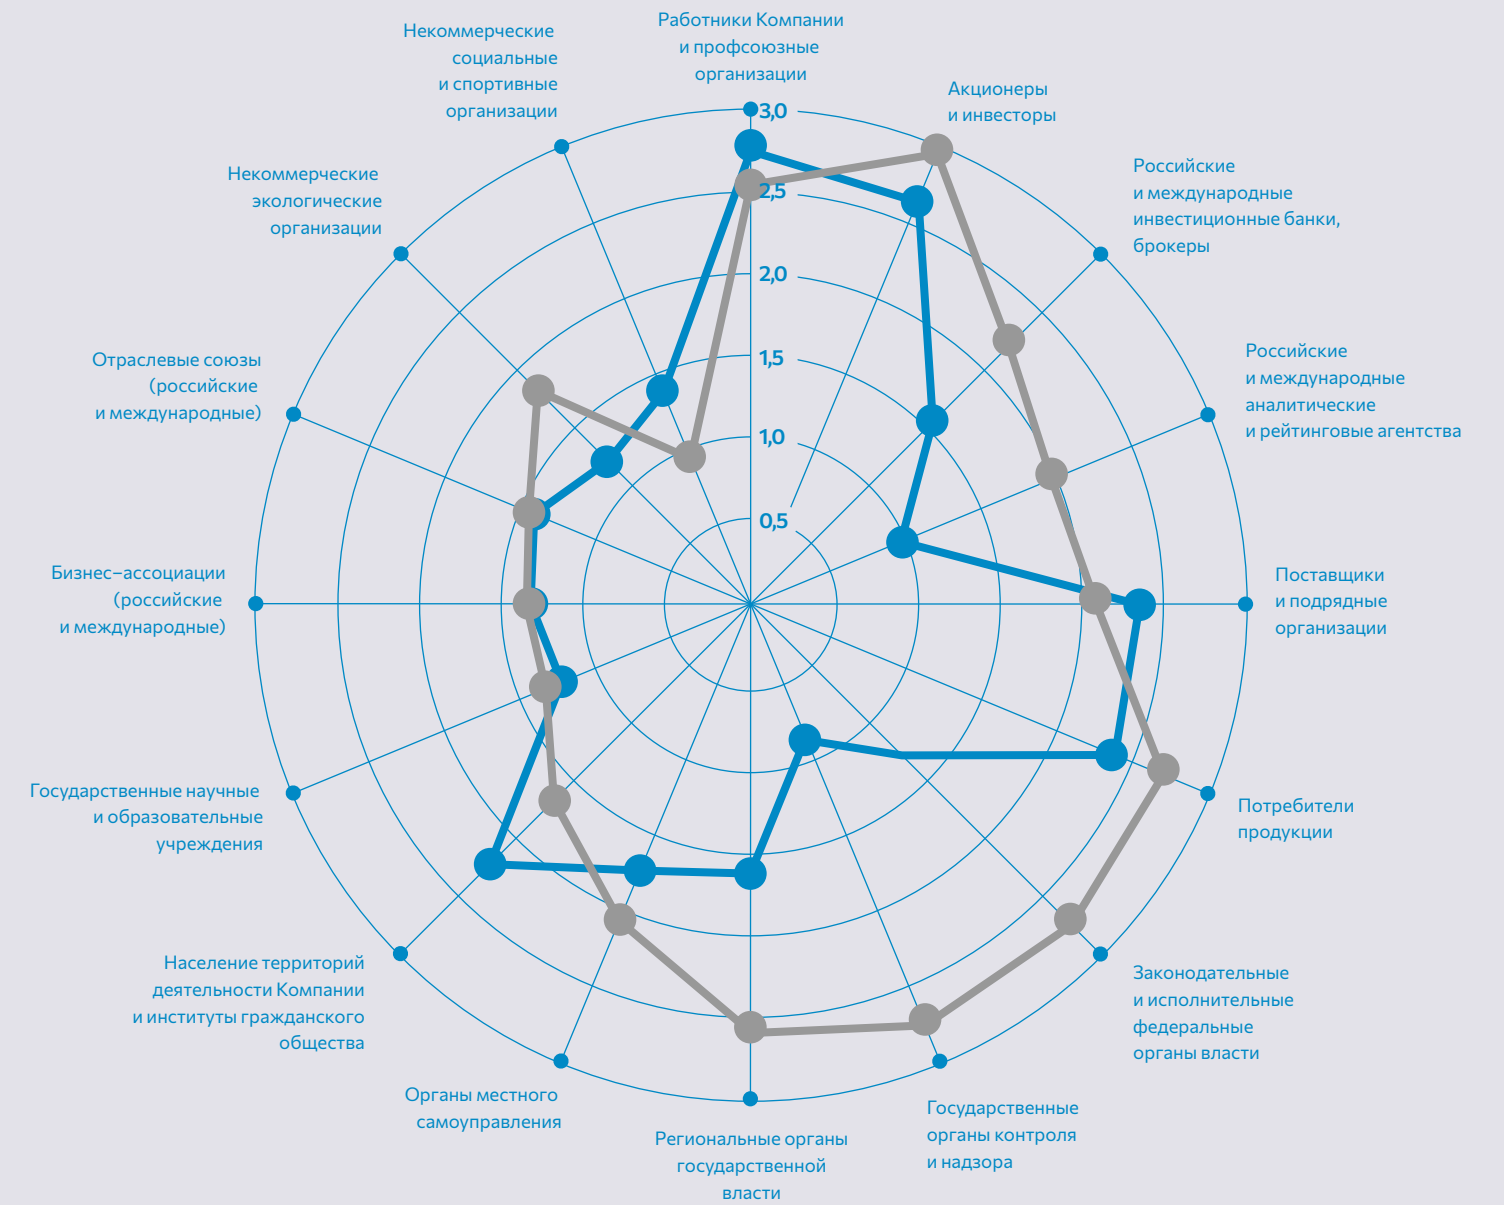 Работники Компании
и профсоюзные
организации
Акционеры
и инвесторы
Российские
и международные
инвестиционные банки,
брокеры
Российские
и международные
аналитические
и рейтинговые агентства
Поставщики
и подрядные
организации
Потребители
продукции
Законодательные
и исполнительные
федеральные
органы власти
Государственные
органы контроля
и надзора
Региональные органы
государственной
власти
Органы местного
самоуправления
Население территорий
деятельности Компании
и институты гражданского
общества
Государственные научные
и образовательные
учреждения
Бизнес–ассоциации
(российские
и международные)
Отраслевые союзы
(российские
и международные)
Некоммерческие
экологические
организации
Некоммерческие
социальные
и спортивные
организации
3,0
2,5
2,0
1,5
1,0
0,5